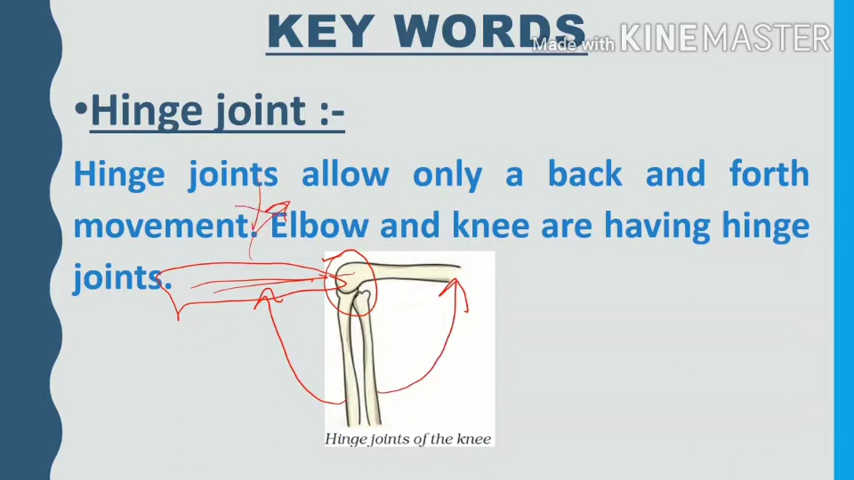 KEY WORDS
Made with KINEMASTER
•Hinge joint :-
Hinge joints allow only a back and forth
movement. Elbow and knee are having hinge
joints.
Hinge joints of the knee